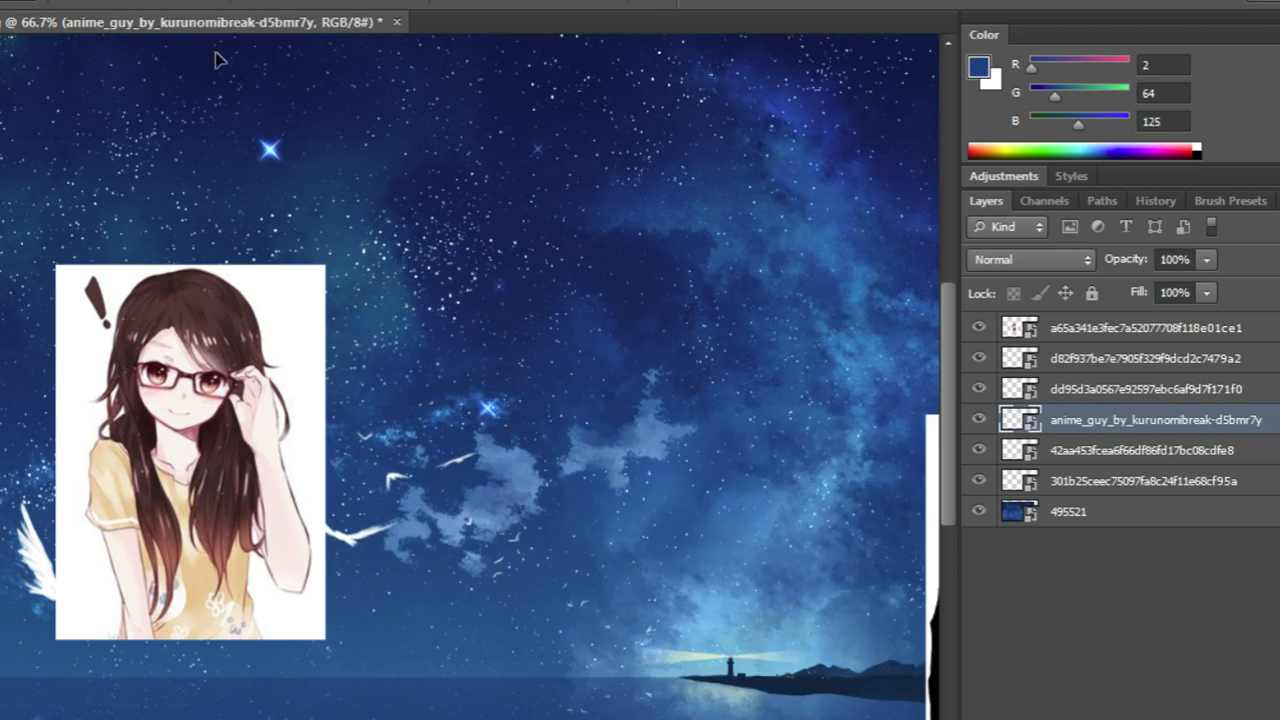 @ 66.7% (anime_guy_by_kurunomibreak-d5bmr7y, RGB/8#) * ×
Color
R 2
G 64
B 125
Adjustments Styles
Layers Channels Paths History Brush Presets
Kind
Normal Opacity: 100%
Lock: Fill: 100%
a65a341e3fec7a52077708f118e01ce1
d82f937be7e7905f329f9dcd2c7479a2
dd95d3a0567e92597ebc6af9d7f171f0
anime_guy_by_kurunomibreak-d5bmr7y
42aa453fcea6f66df86fd17bc08cdfe8
301b25ceec75097fa8c24f11e68cf95a
495521